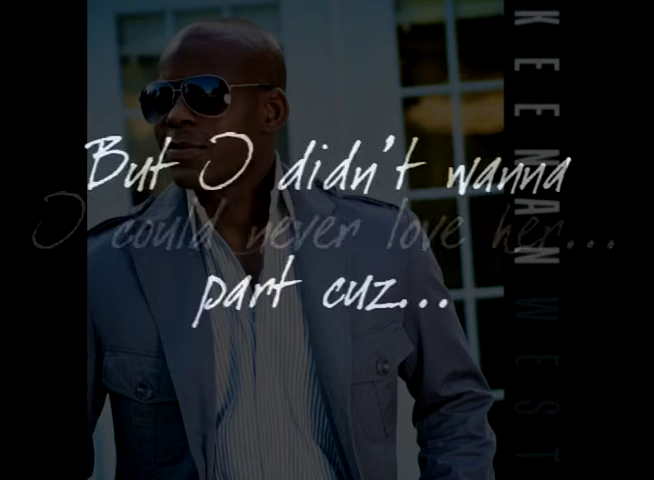 But I didn't wanna
I could never love her...
part cuz...
KEENAN WEST